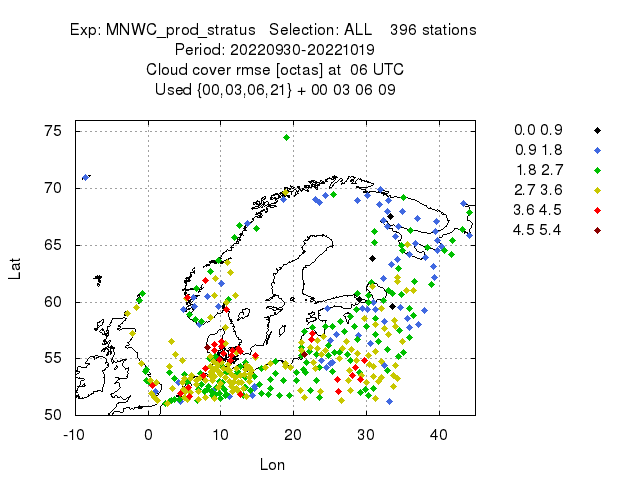 Exp: MNWC_prod_stratus   Selection: ALL    396 stations
Period: 20220930-20221019
Cloud cover rmse [octas] at  06 UTC
Used {00,03,06,21} + 00 03 06 09
0.0 0.9
0.9 1.8
1.8 2.7
2.7 3.6
3.6 4.5
4.5 5.4
75
70
65
60
55
50
Lat
-10 0 10 20 30 40
Lon